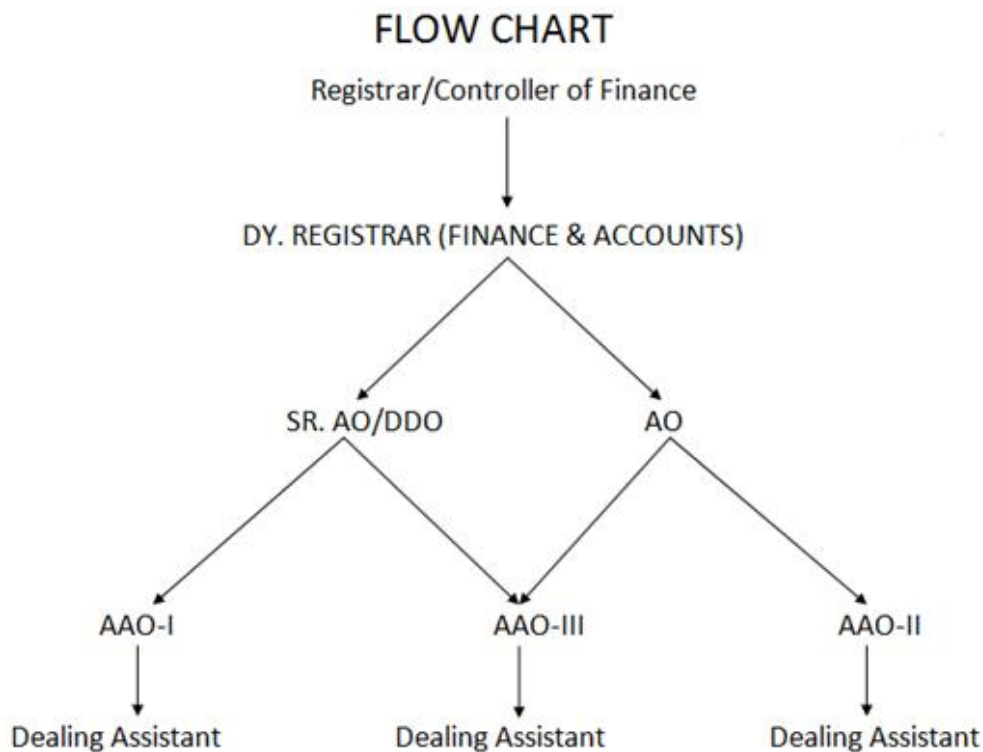 FLOW CHART
Registrar/Controller of Finance
DY. REGISTRAR (FINANCE & ACCOUNTS)
SR. AO/DDO
AO
AAO-I
AAO-III
AAO-II
Dealing Assistant
Dealing Assistant
Dealing Assistant